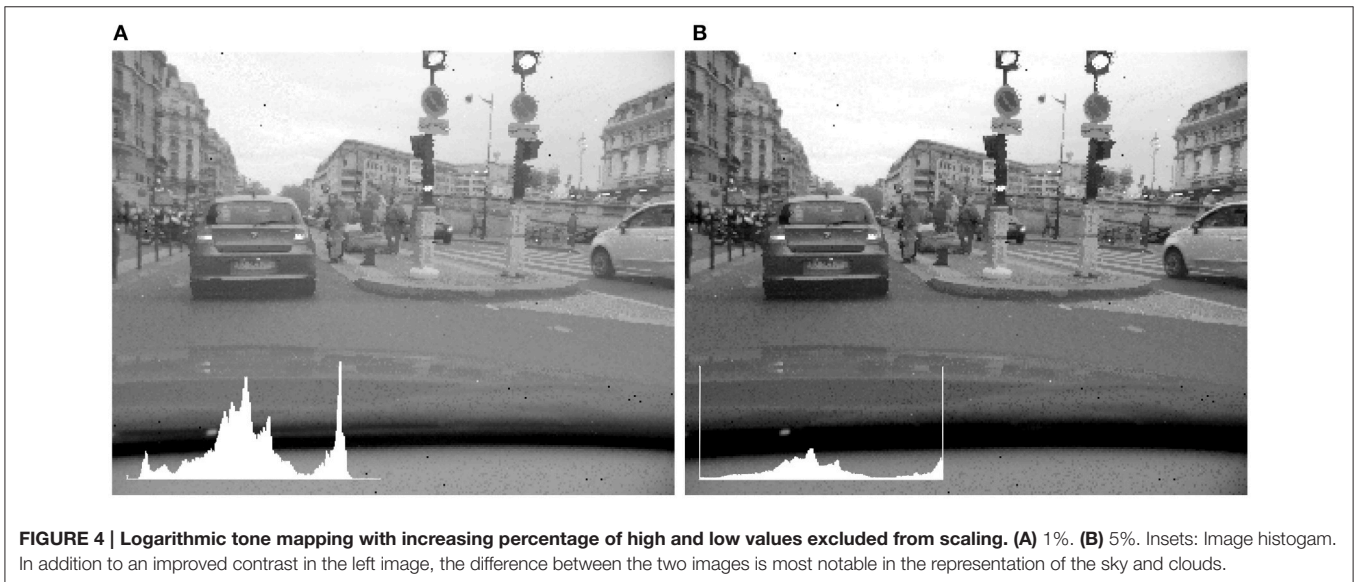 A
B
FIGURE 4 | Logarithmic tone mapping with increasing percentage of high and low values excluded from scaling. (A) 1%. (B) 5%. Insets: Image histogam.
In addition to an improved contrast in the left image, the difference between the two images is most notable in the representation of the sky and clouds.